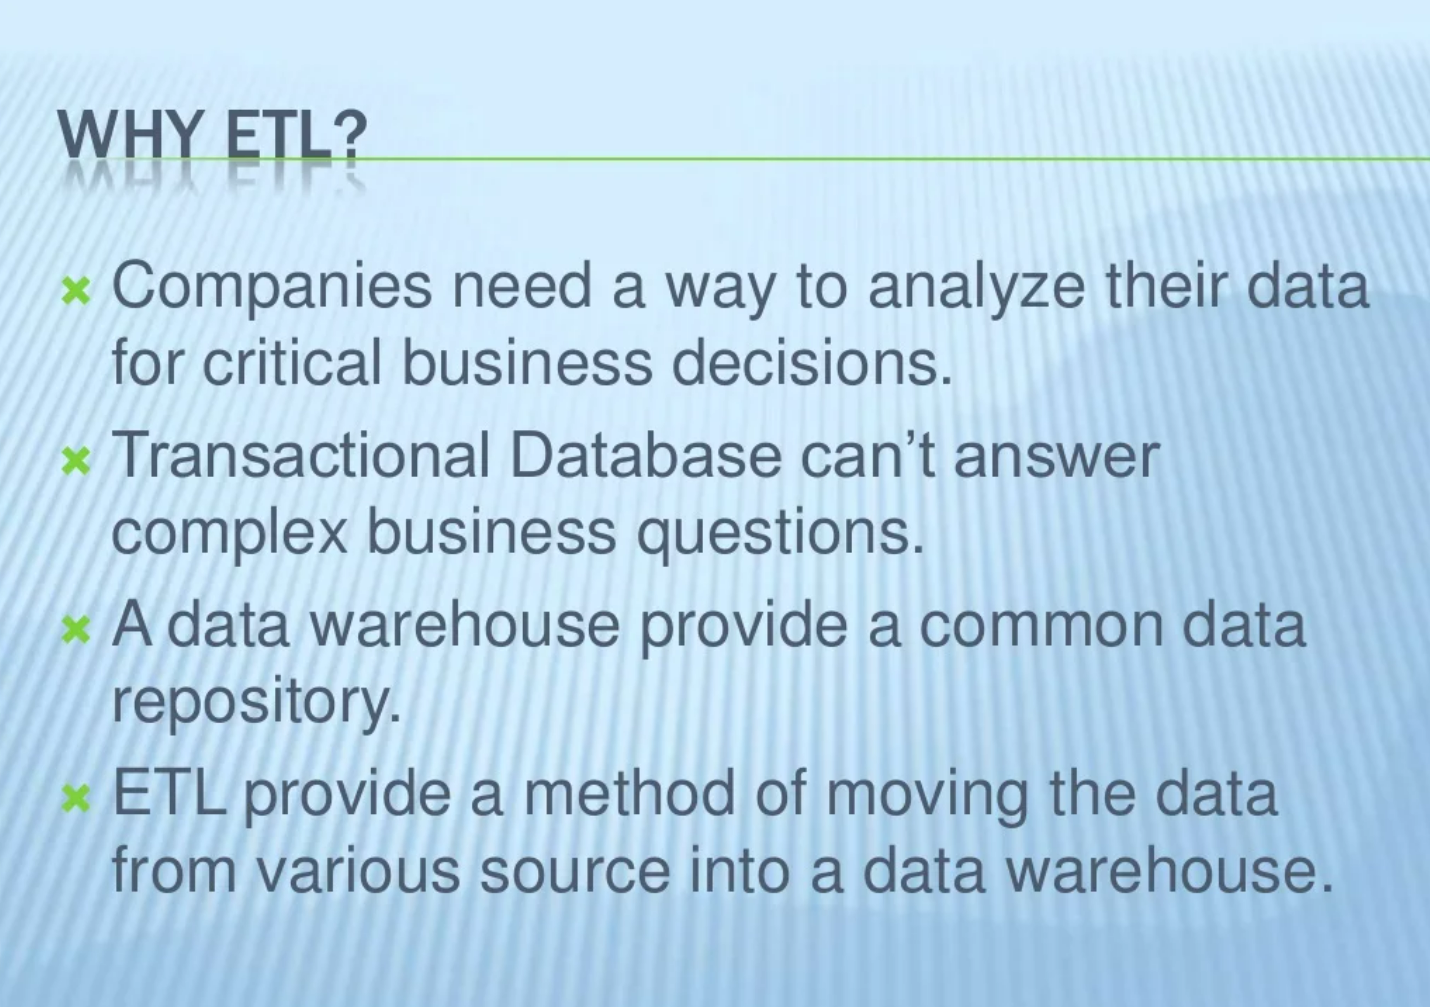 WHY ETL?
Companies need a way to analyze their data
for critical business decisions.
Transactional Database can’t answer
complex business questions.
A data warehouse provide a common data
repository.
ETL provide a method of moving the data
from various source into a data warehouse.